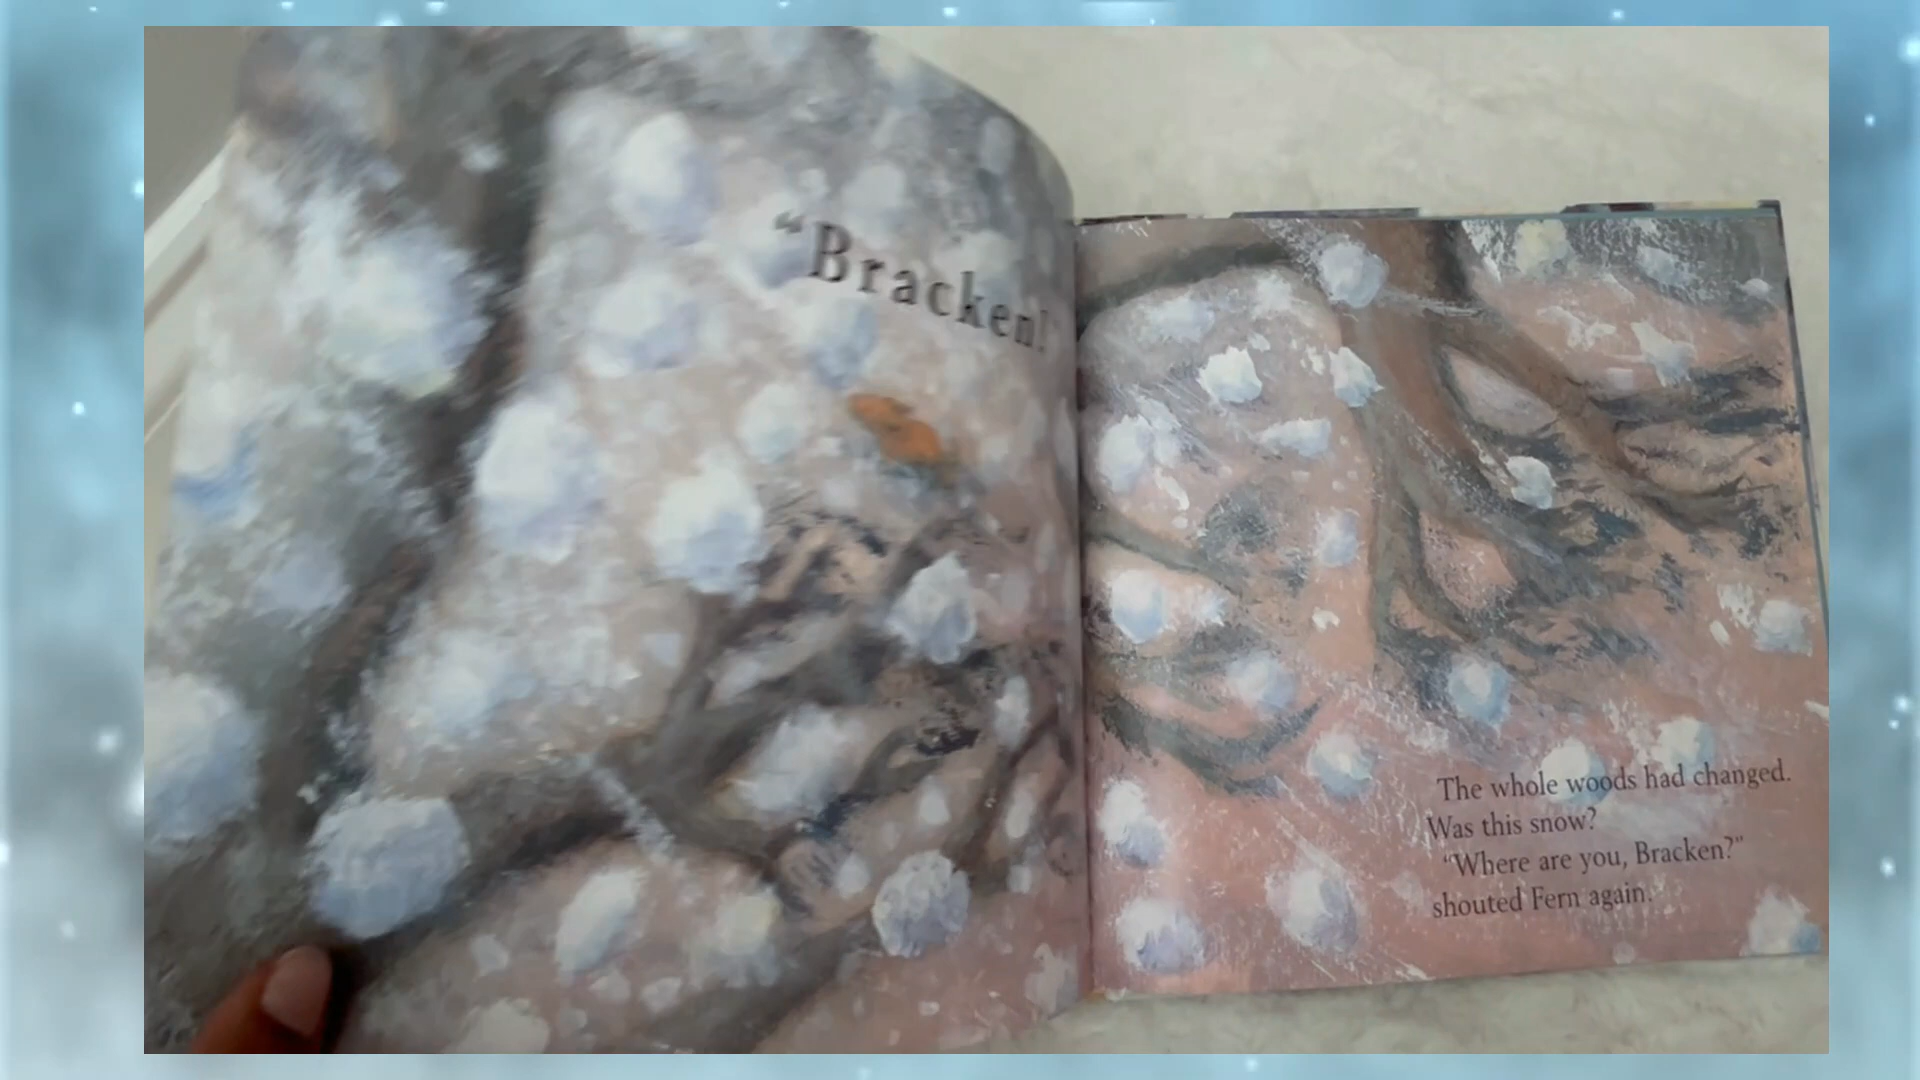 "Bracken!
The whole woods had changed.
Was this snow?
"Where are you, Bracken?"
shouted Fern again.